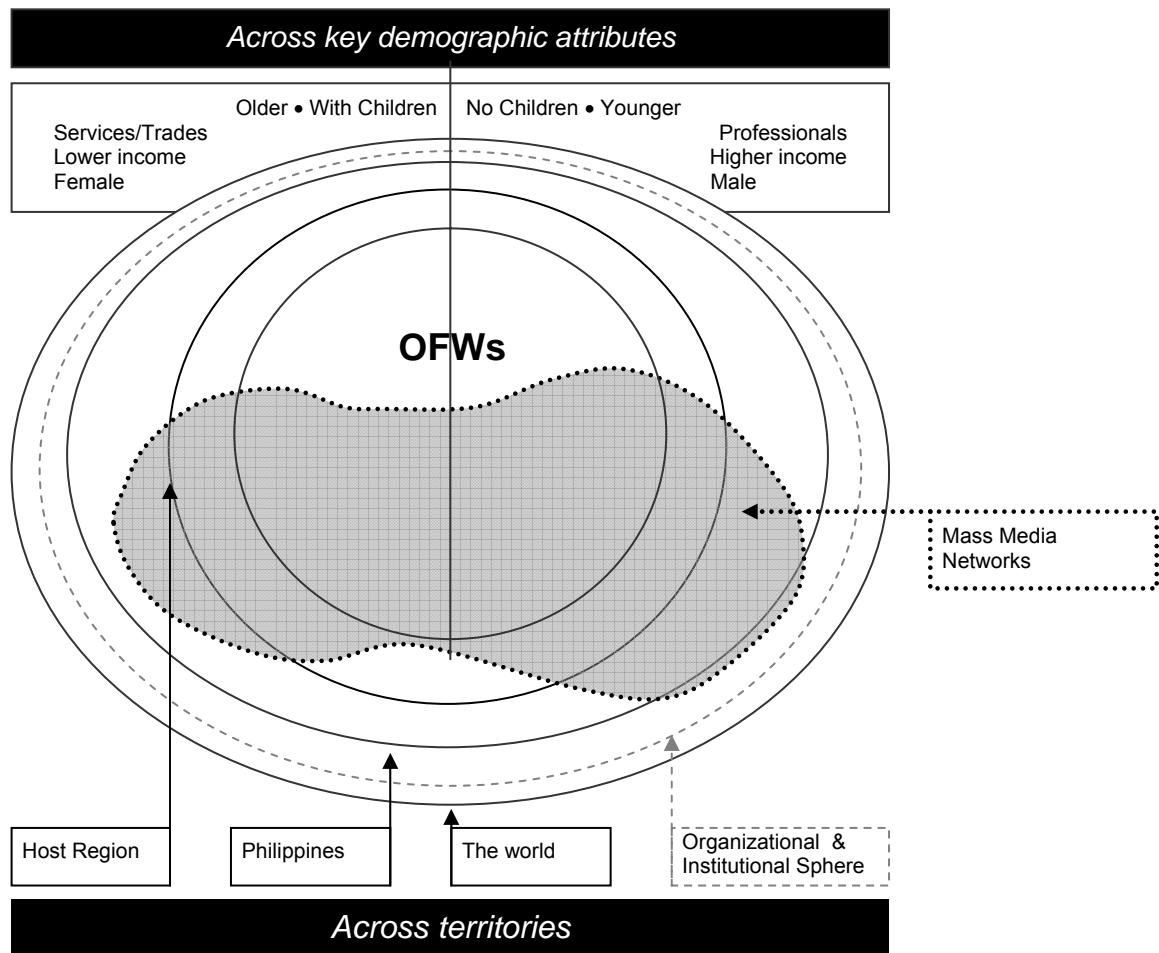 Across key demographic attributes
Older • With Children
No Children • Younger
Services/Trades
Lower income
Female
Professionals
Higher income
Male
OFWs
Mass Media
Networks
Host Region
Philippines
The world
Organizational &
Institutional Sphere
Across territories